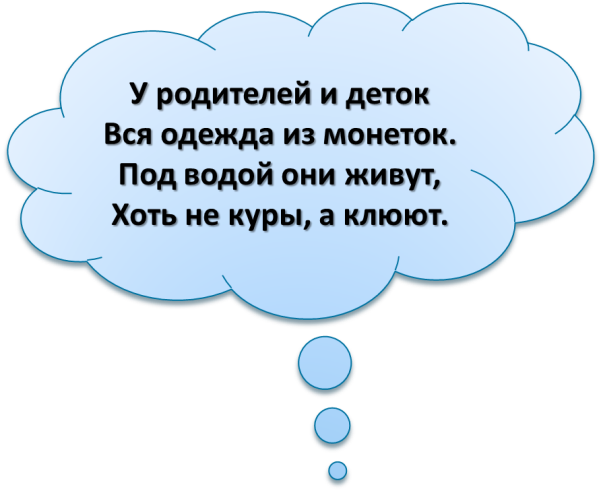 У родителей и деток
Вся одежда из монеток.
Под водой они живут,
Хоть не куры, а клюют.